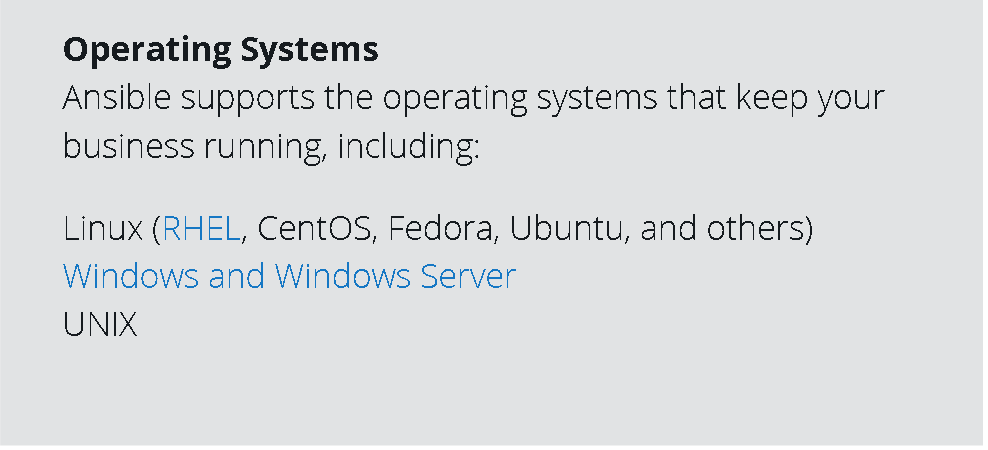 Operating Systems
Ansible supports the operating systems that keep your
business running, including:
Linux (RHEL, CentOS, Fedora, Ubuntu, and others)
Windows and Windows Server
UNIX